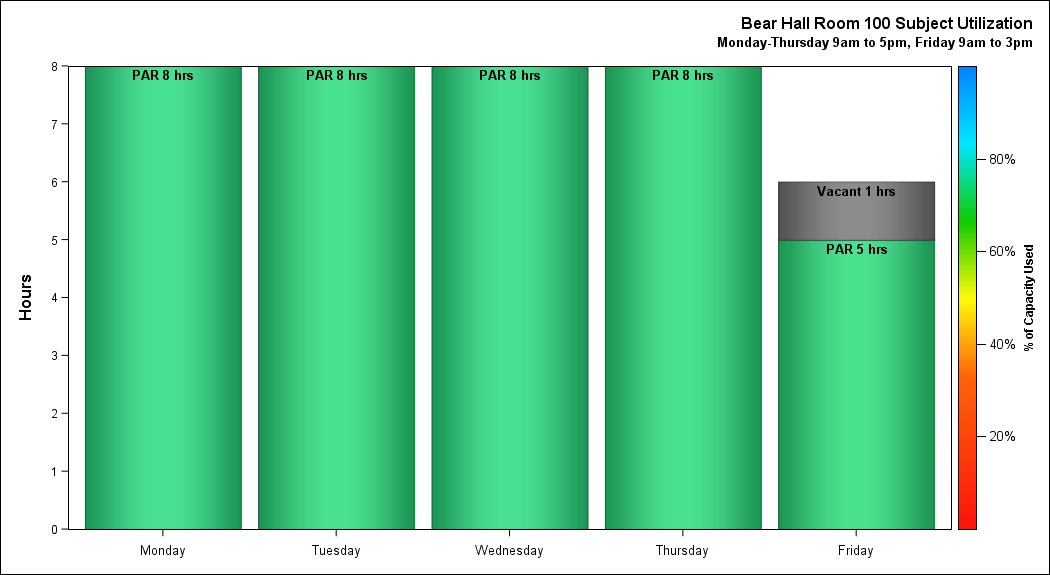 Bear Hall Room 100 Subject Utilization
Monday-Thursday 9am to 5pm, Friday 9am to 3pm
8
7
6
5
4
3
2
1
0
Hours
PAR 8 hrs
PAR 8 hrs
PAR 8 hrs
PAR 8 hrs
Vacant 1 hrs
PAR 5 hrs
Monday
Tuesday
Wednesday
Thursday
Friday
80%
60%
40%
20%
% of Capacity Used